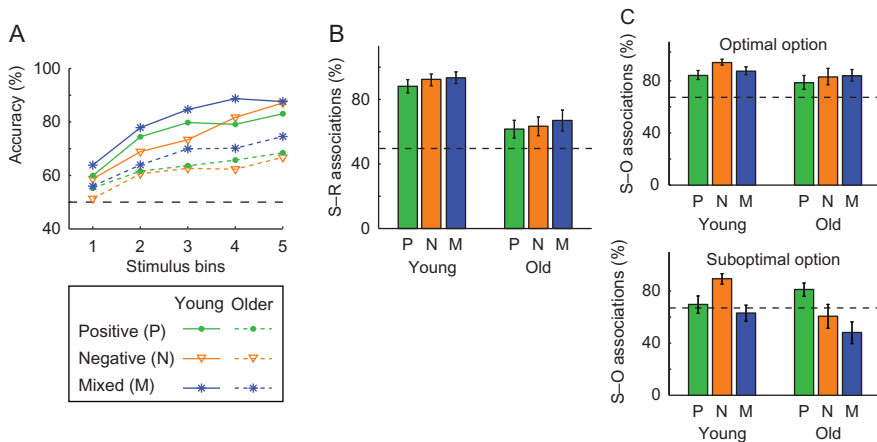 A
Accuracy (%)
100
80
60
40
1 2 3 4 5
Stimulus bins
Young Older
Positive (P)
Negative (N)
Mixed (M)
B
S–R associations (%)
80
40
0
P N M P N M
Young Old
C
Optimal option
S–O associations (%)
80
40
0
P N M P N M
Young Old
Suboptimal option
S–O associations (%)
80
40
0
P N M P N M
Young Old